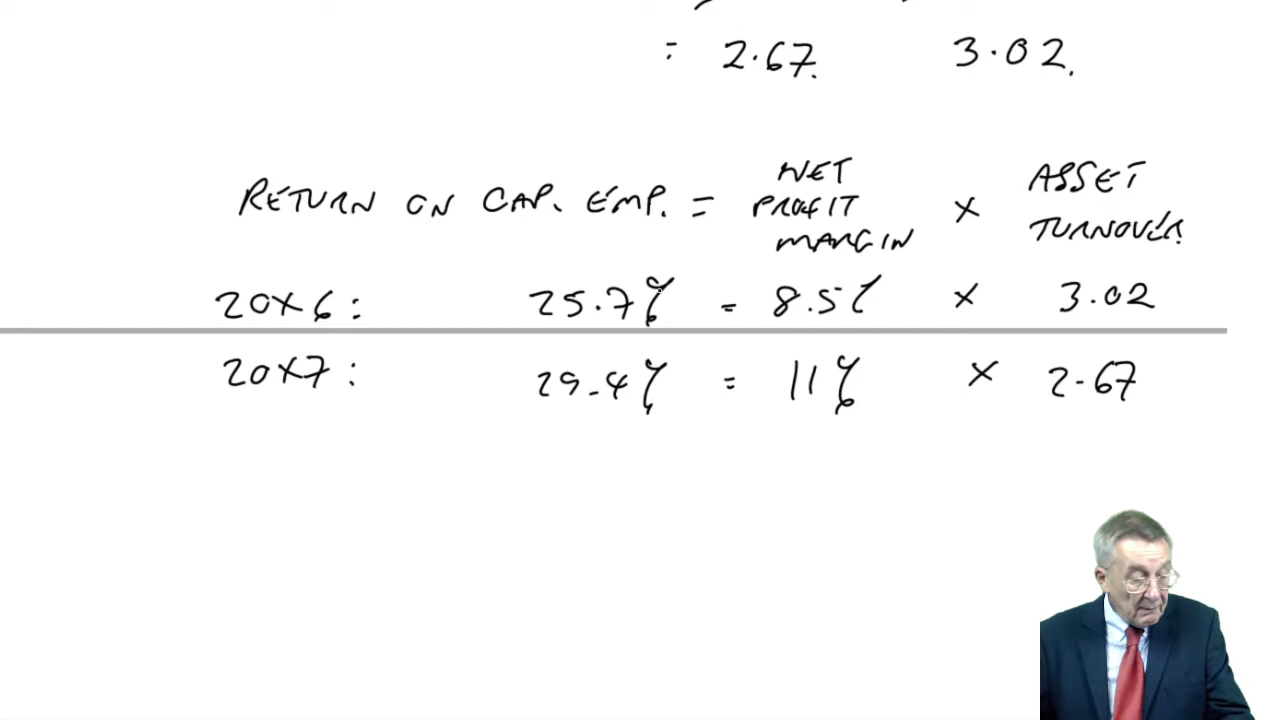 = 2.67. 3.02.
RETURN ON CAP. EMP. = NET PROFIT MARGIN × ASSET TURNOVER
20X6: 25.7% = 8.5% × 3.02
20X7: 29.4% = 11% × 2.67